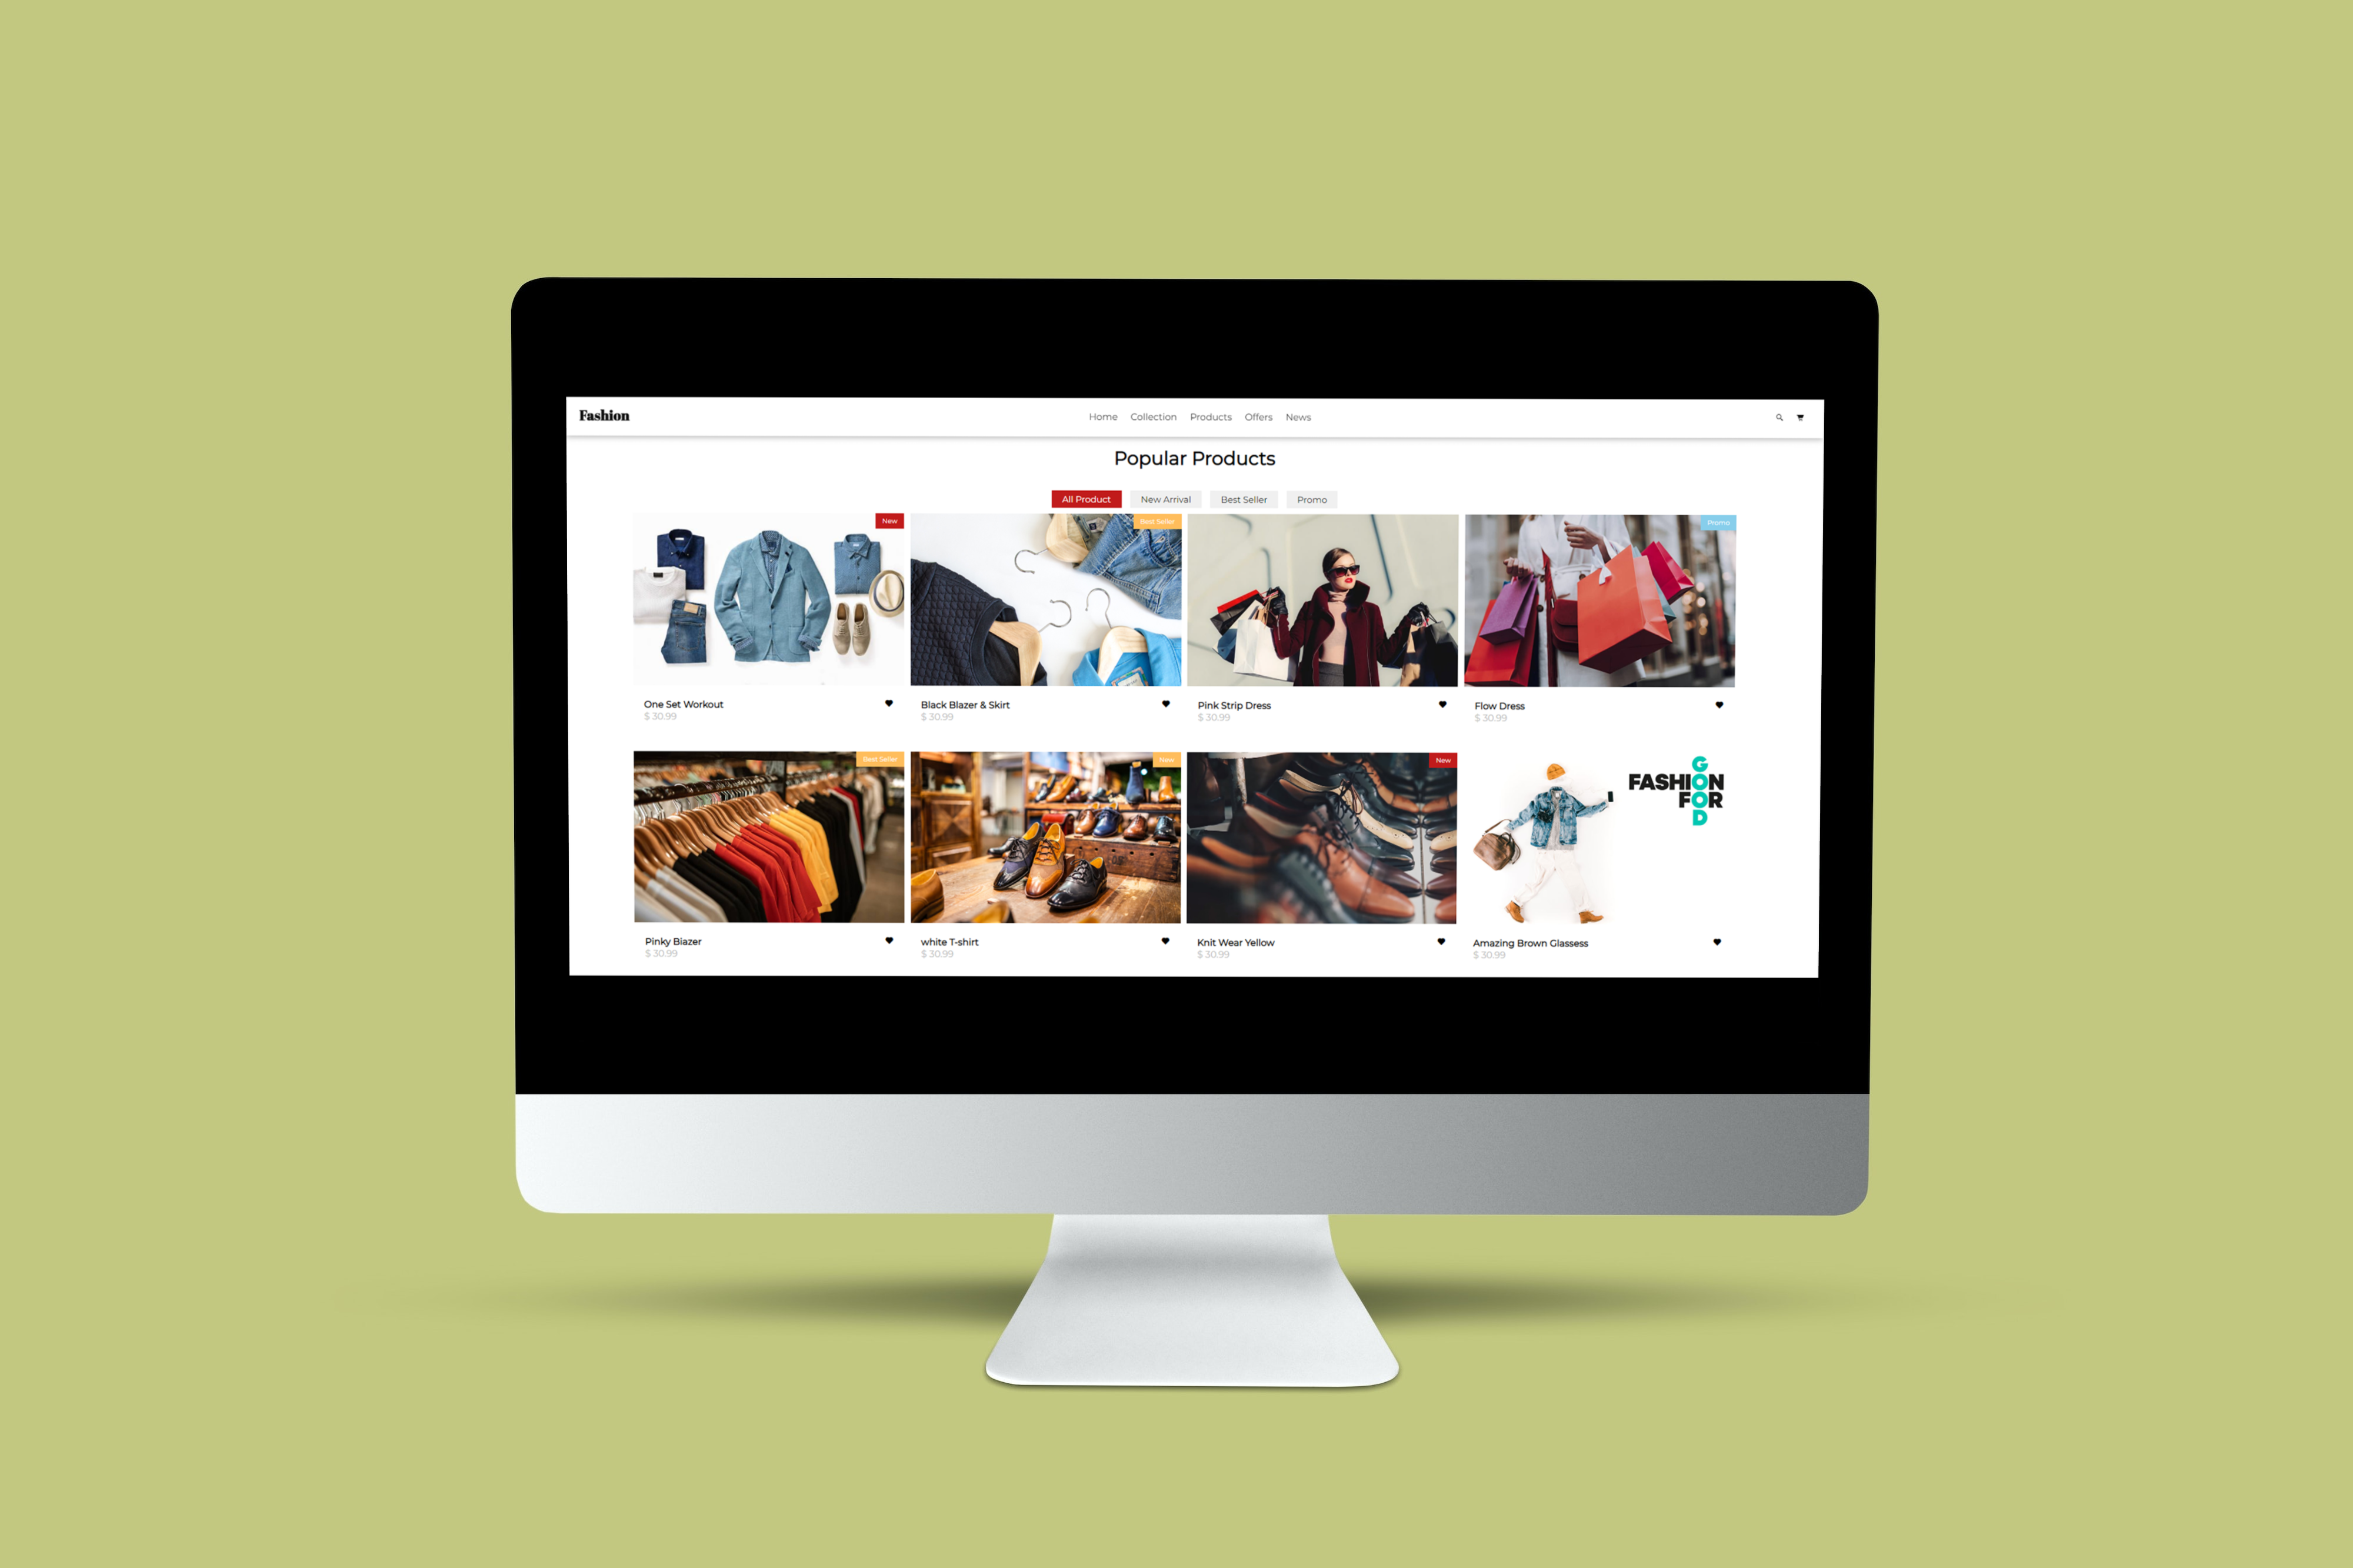 Fashion
Home Collection Products Offers News
Popular Products
All Product New Arrival Best Seller Promo
New
Best Seller
Promo
One Set Workout
$ 30.99
Black Blazer & Skirt
$ 30.99
Pink Strip Dress
$ 30.99
Flow Dress
$ 30.99
Best Seller
New
New
GOOD
FASHION
FOR
Pinky Biazer
$ 30.99
white T-shirt
$ 30.99
Knit Wear Yellow
$ 30.99
Amazing Brown Glassess
$ 30.99